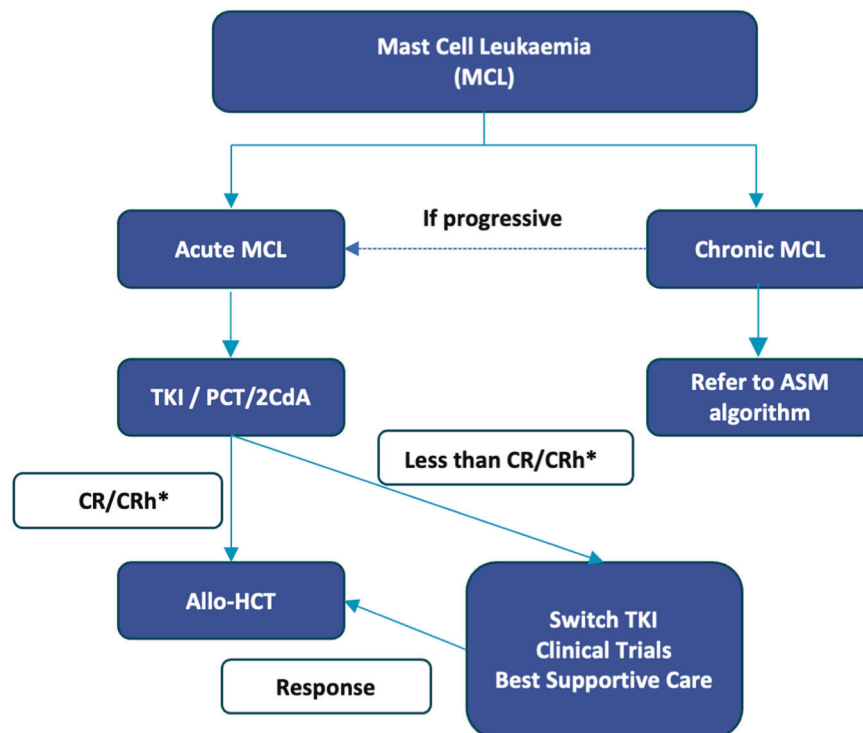 Mast Cell Leukaemia
(MCL)
If progressive
Acute MCL
Chronic MCL
TKI / PCT/2CdA
Refer to ASM
algorithm
Less than CR/CRh*
CR/CRh*
Allo-HCT
Switch TKI
Clinical Trials
Best Supportive Care
Response